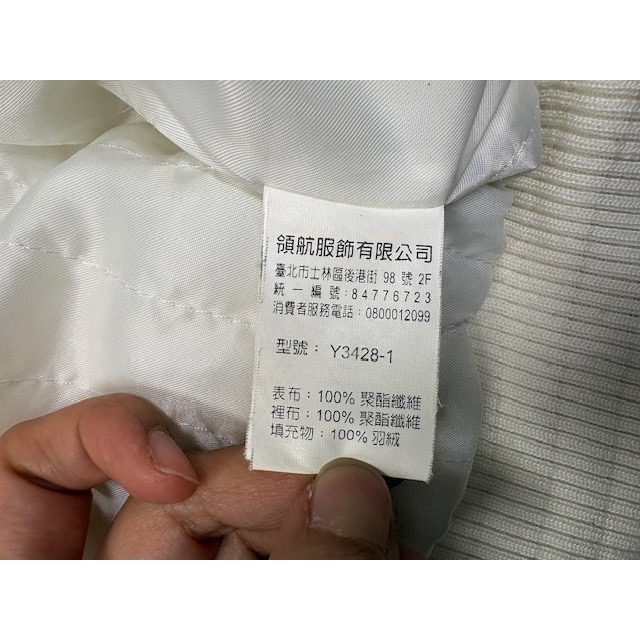 領航服飾有限公司
臺北市士林區後港街 98 號 2F
統一編號:84776723
消費者服務電話:0800012099
型號: Y3428-1
表布:100% 聚酯纖維
裡布:100% 聚酯纖維
填充物:100% 羽絨